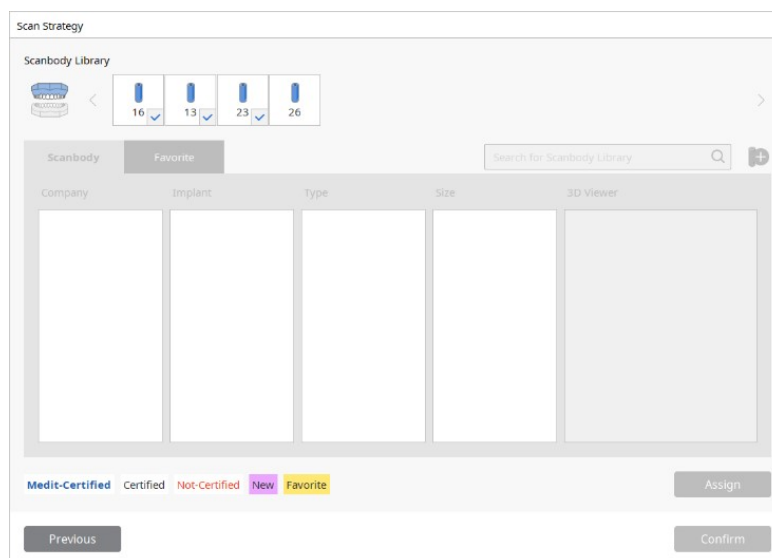 Scan Strategy
Scanbody Library
16 13 23 26
Scanbody Favorite Search for Scanbody Library
Company Implant Type Size 3D Viewer
Medit-Certified Certified Not-Certified New Favorite Assign
Previous Confirm